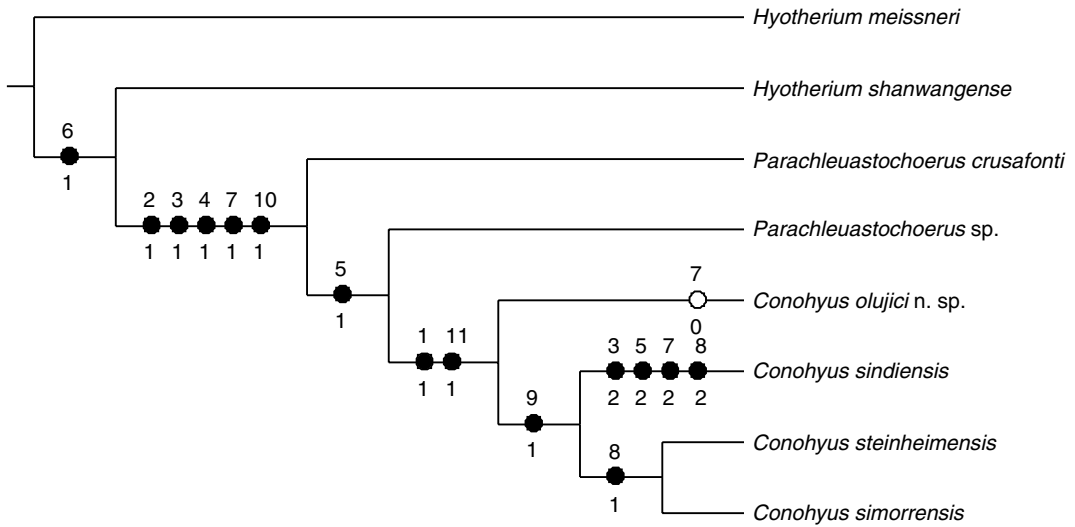 Hyotherium meissneri
Hyotherium shanwangense
6
1
Parachleuastochoerus crusafonti
2 3 4 7 10
1 1 1 1 1
Parachleuastochoerus sp.
5
1
7
Conohyus olujici n. sp.
0
1 11
1 1
3 5 7 8
Conohyus sindiensis
2 2 2 2
9
1
Conohyus steinheimensis
8
1
Conohyus simorrensis